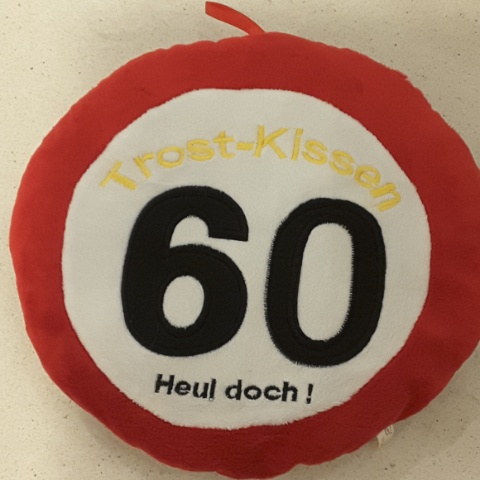 Trost-Kissen
60
Heul doch !